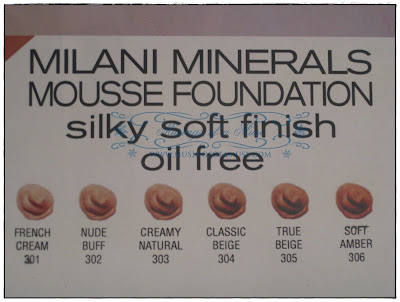 MILANI MINERALS
MOUSSE FOUNDATION
silky soft finish
oil free
FRENCH CREAM 301
NUDE BUFF 302
CREAMY NATURAL 303
CLASSIC BEIGE 304
TRUE BEIGE 305
SOFT AMBER 306